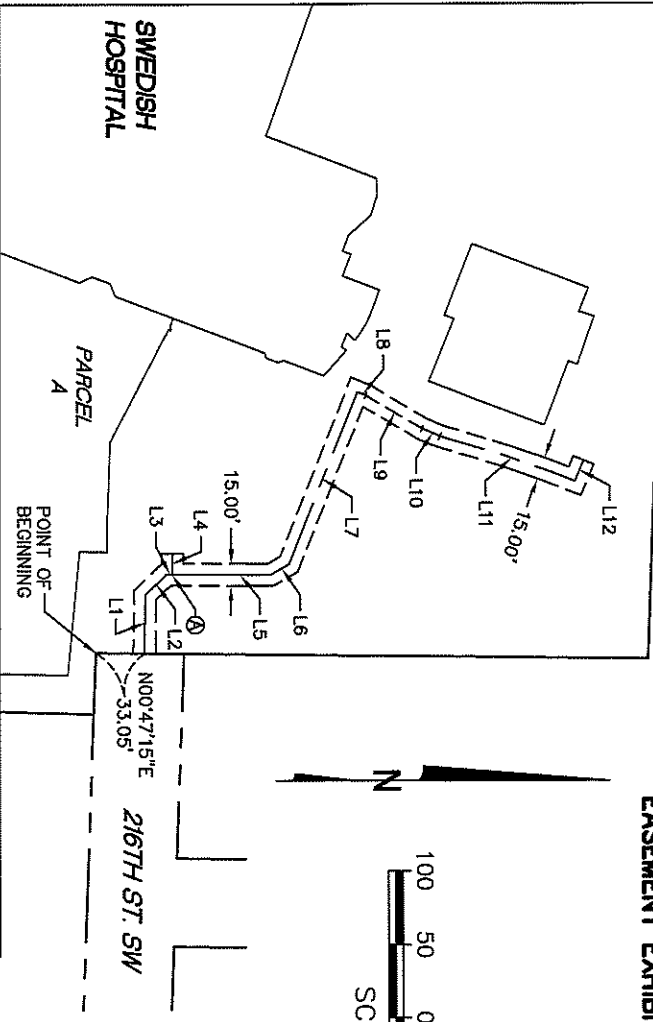 EASEMENT EXHIBI
SWEDISH
HOSPITAL
PARCEL
A
POINT OF
BEGINNING
L1
L2
L3
L4
A
15.00'
L5
L6
L7
L8
L9
L10
L11
15.00'
L12
N00°47'15"E
33.05'
216TH ST. SW
N
100
50
0
SC